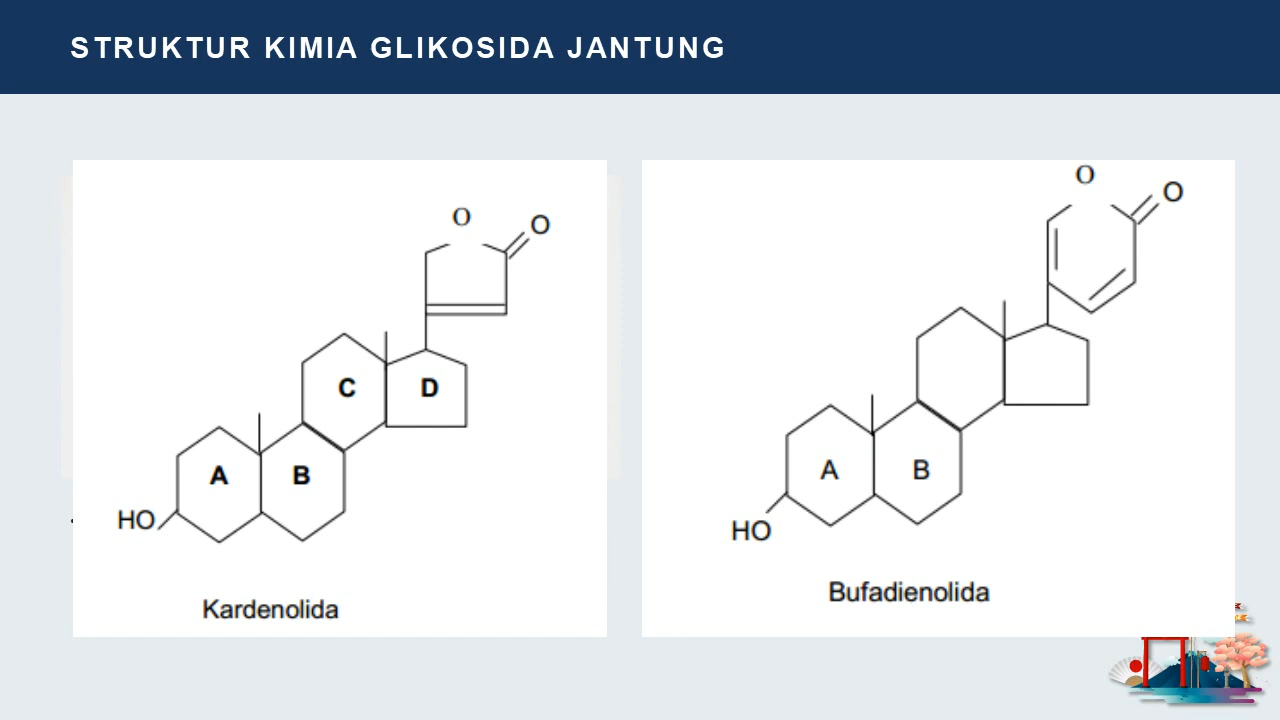 STRUKTUR KIMIA GLIKOSIDA JANTUNG
O
O
C
D
A
B
HO
Kardenolida
O
O
A
B
HO
Bufadienolida